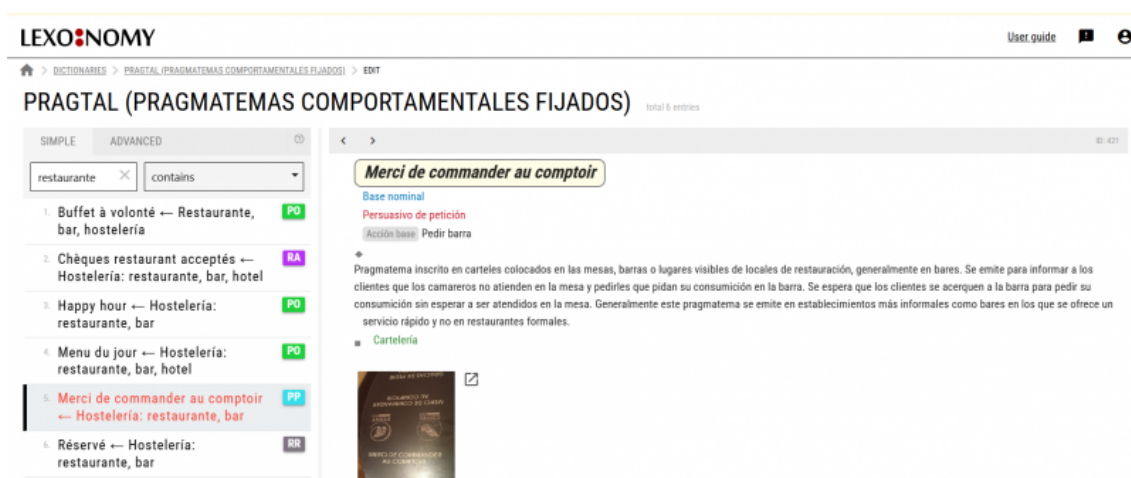 LEXONOMY
User guide
> DICTIONARIES > PRAGTAL (PRAGMATEMAS COMPORTAMENTALES FIJADOS) > EDIT
PRAGTAL (PRAGMATEMAS COMPORTAMENTALES FIJADOS) total 6 entries
SIMPLE ADVANCED
ID: 421
restaurante × contains
Merci de commander au comptoir
Base nominal
Persuasivo de petición
Acción base Pedir barra
1. Buffet à volonté ← Restaurante, PO
bar, hostelería
2. Chèques restaurant acceptés ← RA
Hostelería: restaurante, bar, hotel
3. Happy hour ← Hostelería: PO
restaurante, bar
4. Menu du jour ← Hostelería: PO
restaurante, bar, hotel
5. Merci de commander au comptoir PP
← Hostelería: restaurante, bar
6. Réservé ← Hostelería: RR
restaurante, bar
Pragmatema inscrito en carteles colocados en las mesas, barras o lugares visibles de locales de restauración, generalmente en bares. Se emite para informar a los
clientes que los camareros no atienden en la mesa y pedirles que pidan su consumición en la barra. Se espera que los clientes se acerquen a la barra para pedir su
consumición sin esperar a ser atendidos en la mesa. Generalmente este pragmatema se emite en establecimientos más informales como bares en los que se ofrece un
servicio rápido y no en restaurantes formales.
Cartelería
MERCI DE COMMANDER
AU COMPTOIR